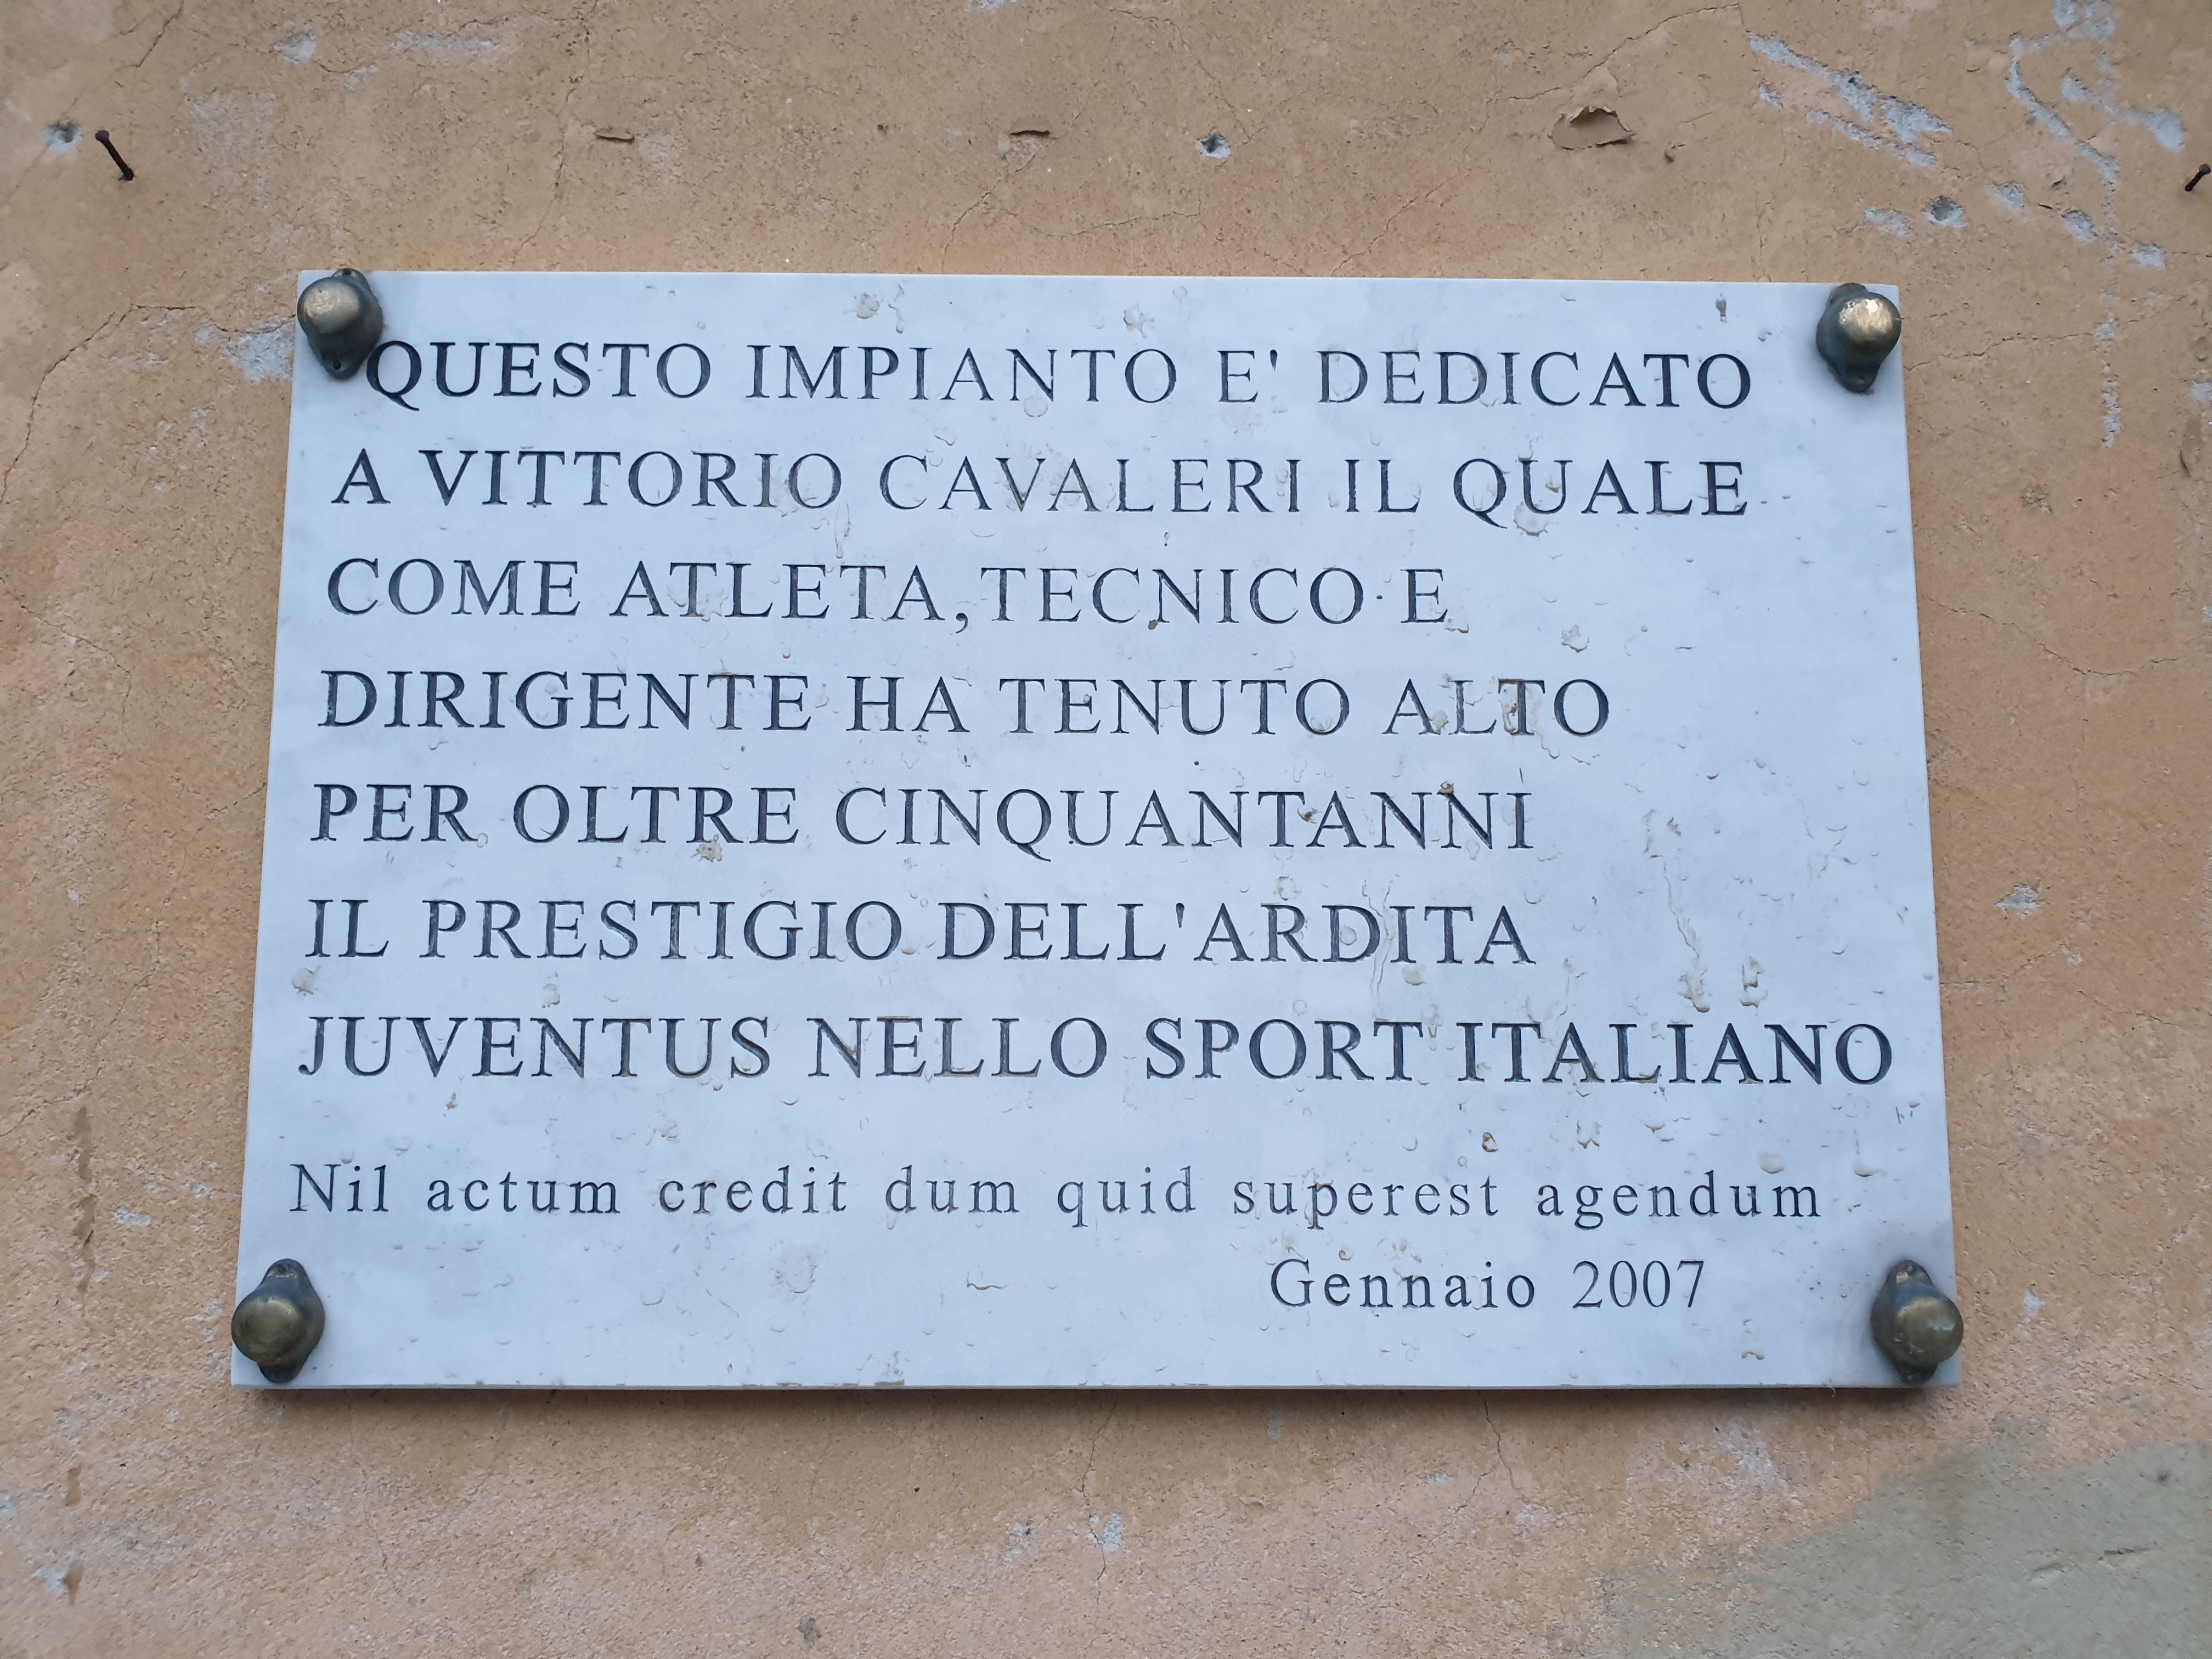 QUESTO IMPIANTO E' DEDICATO
A VITTORIO CAVALERI IL QUALE
COME ATLETA, TECNICO E
DIRIGENTE HA TENUTO ALTO
PER OLTRE CINQUANTANNI
IL PRESTIGIO DELL'ARDITA
JUVENTUS NELLO SPORT ITALIANO
Nil actum credit dum quid superest agendum
Gennaio 2007